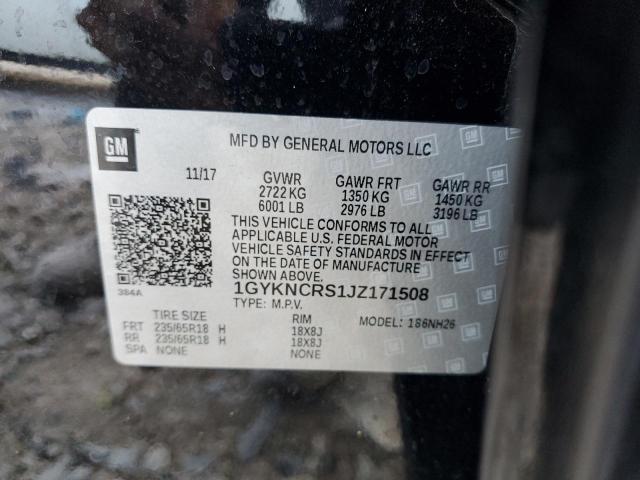 GM
MFD BY GENERAL MOTORS LLC
11/17
GVWR GAWR FRT GAWR RR
2722 KG 1350 KG 1450 KG
6001 LB 2976 LB 3196 LB
THIS VEHICLE CONFORMS TO ALL
APPLICABLE U.S. FEDERAL MOTOR
VEHICLE SAFETY STANDARDS IN EFFECT
ON THE DATE OF MANUFACTURE
SHOWN ABOVE.
384A
1GYKNCRS1JZ171508
TYPE: M.P.V.
TIRE SIZE RIM MODEL: 186NH26
FRT 235/65R18 H 18X8J
RR 235/65R18 H 18X8J
SPA NONE NONE